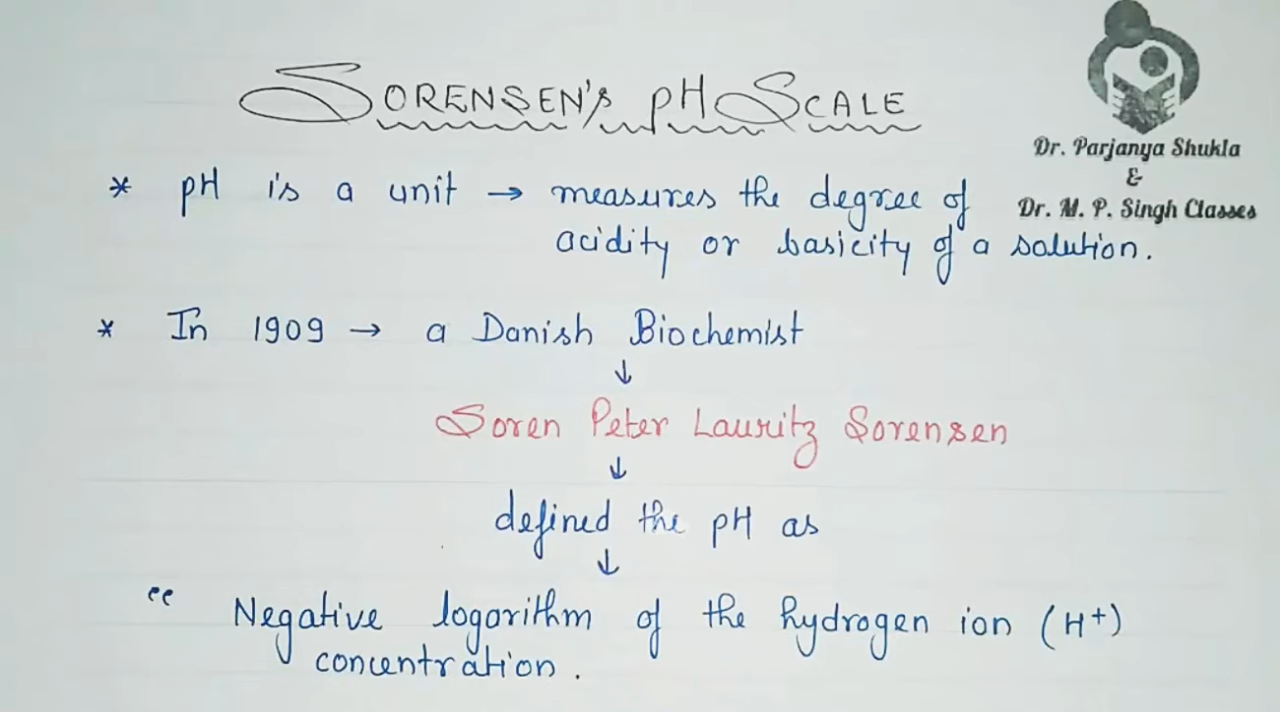 SORENSEN'S pH SCALE
Dr. Parjanya Shukla
&
Dr. M. P. Singh Classes
* pH is a unit → measures the degree of
acidity or basicity of a solution.
* In 1909 → a Danish Biochemist
↓
Soren Peter Lauritz Sorensen
↓
defined the pH as
↓
“ Negative logarithm of the hydrogen ion (H+)
concentration.